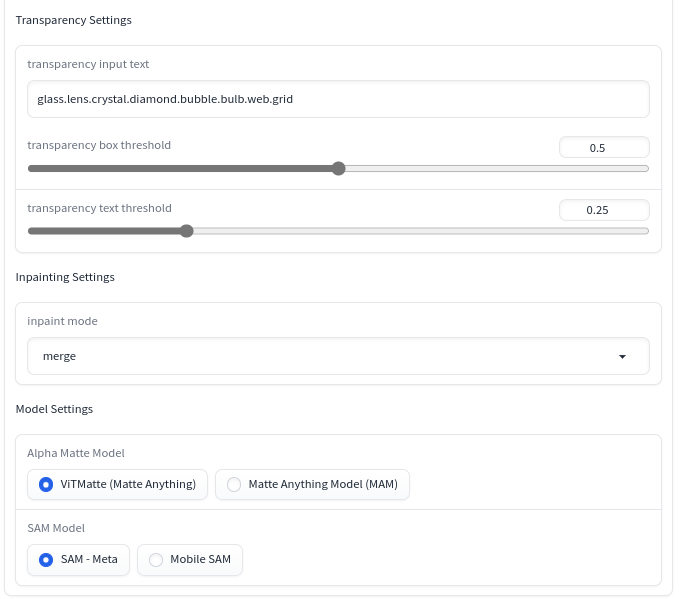 Transparency Settings
transparency input text
glass.lens.crystal.diamond.bubble.bulb.web.grid
transparency box threshold
0.5
transparency text threshold
0.25
Inpainting Settings
inpaint mode
merge
Model Settings
Alpha Matte Model
ViTMatte (Matte Anything)
Matte Anything Model (MAM)
SAM Model
SAM - Meta
Mobile SAM